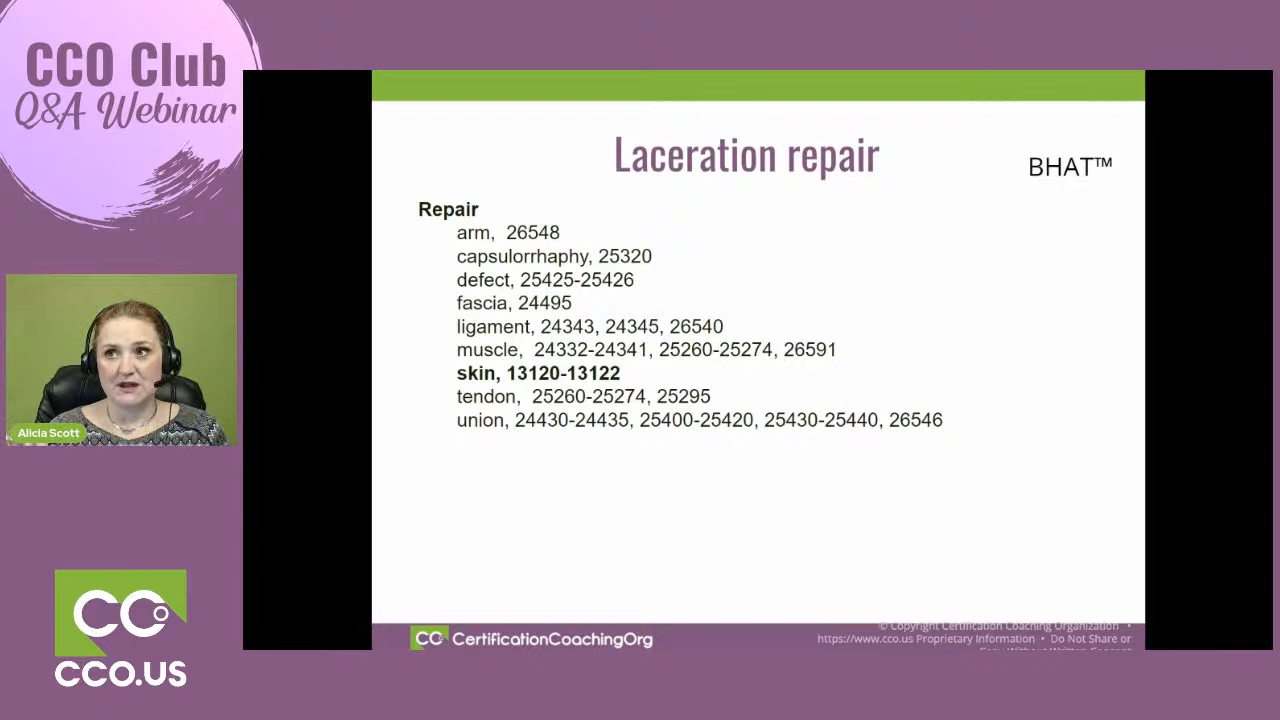 CCO Club
Q&A Webinar
Laceration repair
BHAT™
Repair
arm, 26548
capsulorrhaphy, 25320
defect, 25425-25426
fascia, 24495
ligament, 24343, 24345, 26540
muscle, 24332-24341, 25260-25274, 26591
skin, 13120-13122
tendon, 25260-25274, 25295
union, 24430-24435, 25400-25420, 25430-25440, 26546
Alicia Scott
CCO
CCO.US
CCO CertificationCoachingOrg
© Copyright Certification Coaching Organization •
https://www.cco.us Proprietary Information • Do Not Share or